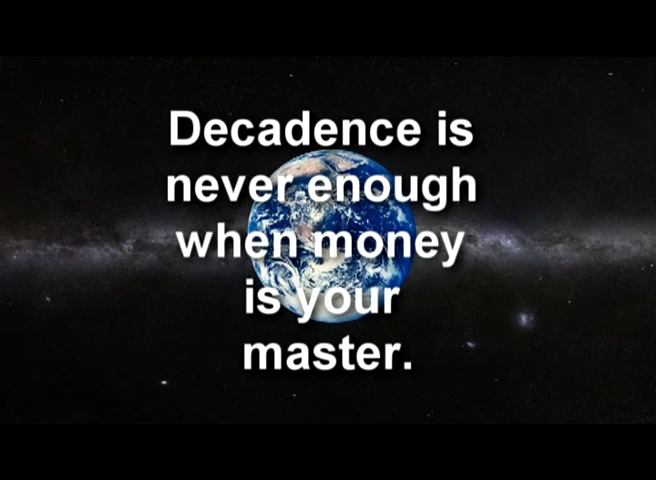 Decadence is
never enough
when money
is your
master.